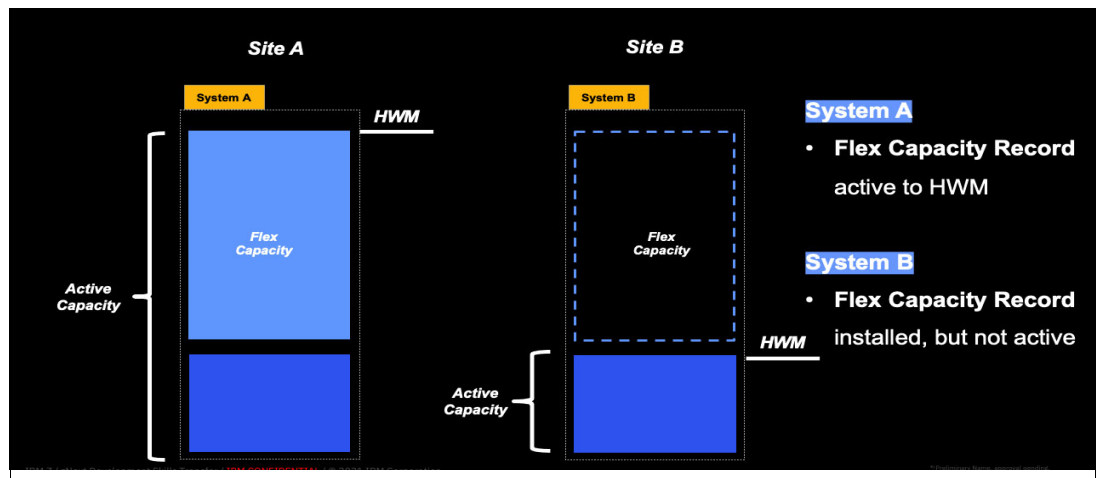 Site A
Site B
System A
System B
HWM
Flex
Capacity
Active
Capacity
Flex
Capacity
HWM
Active
Capacity
System A
• Flex Capacity Record
active to HWM
System B
• Flex Capacity Record
installed, but not active